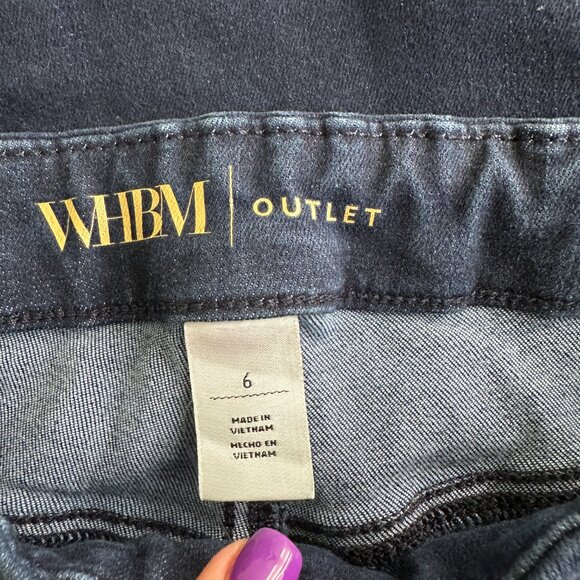 WHBM | OUTLET
6
MADE IN
VIETNAM
HECHO EN
VIETNAM